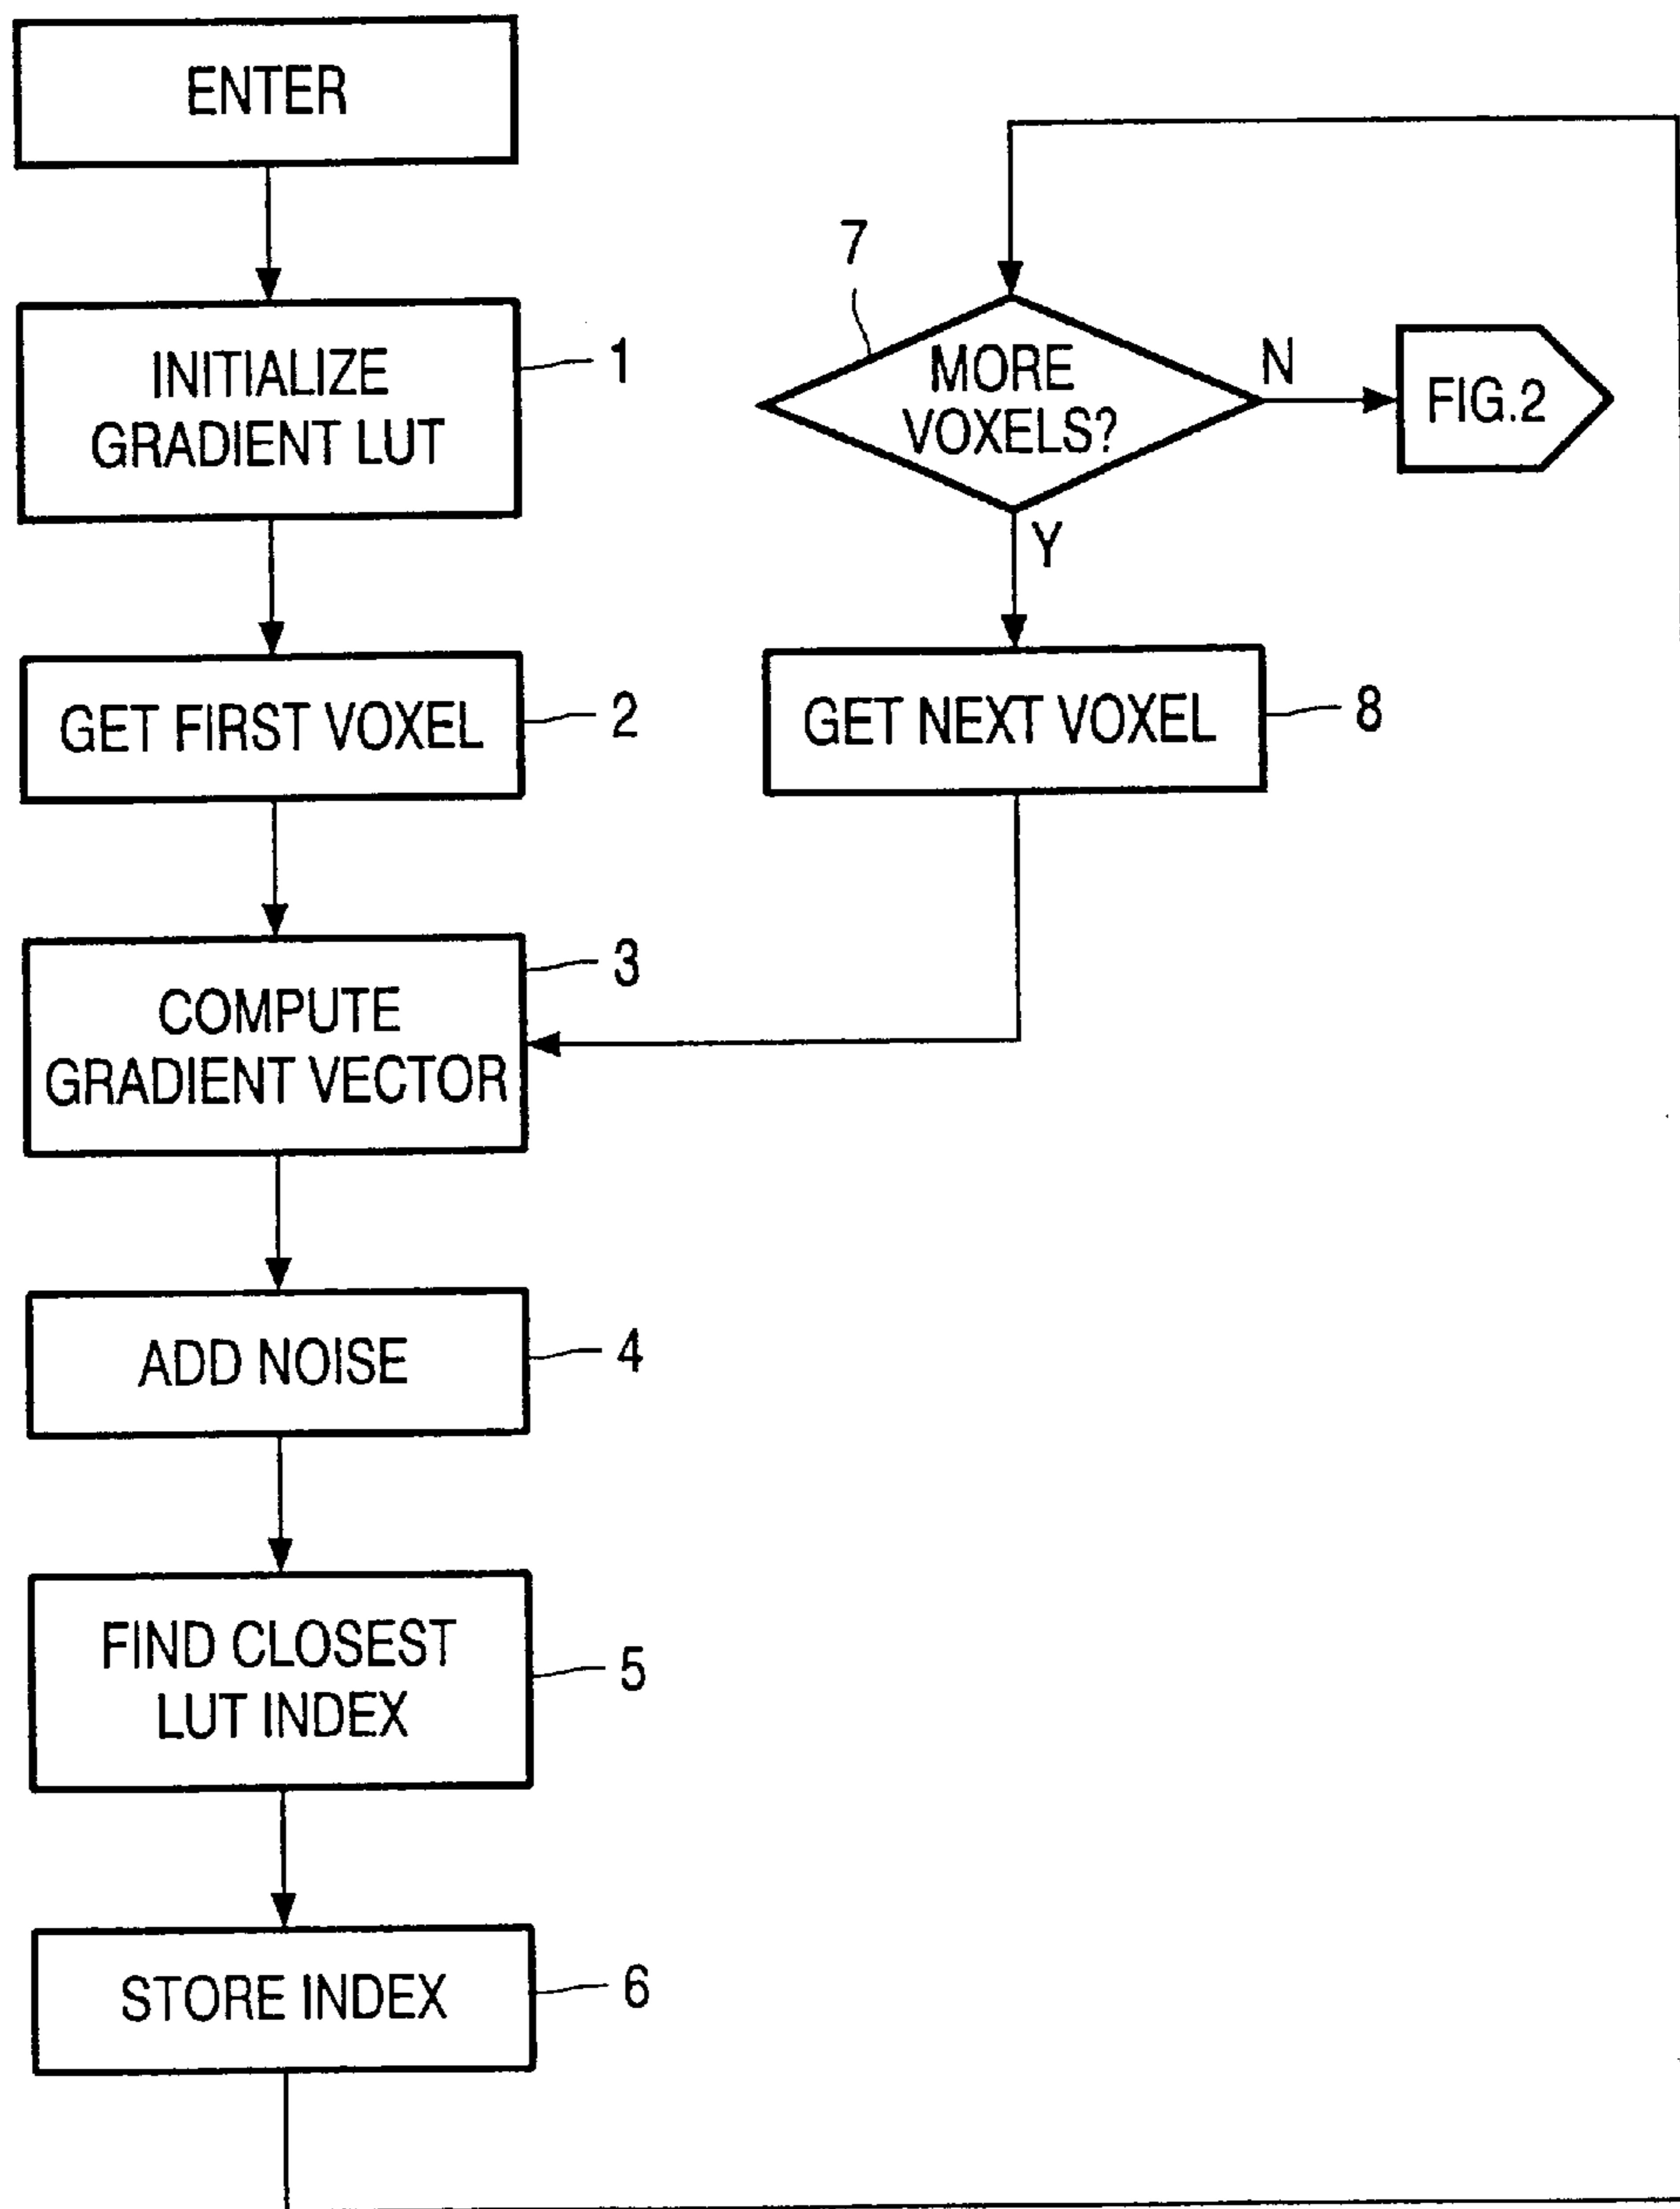 ENTER
INITIALIZE
GRADIENT LUT
1
GET FIRST VOXEL
2
COMPUTE
GRADIENT VECTOR
3
ADD NOISE
4
FIND CLOSEST
LUT INDEX
5
STORE INDEX
6
7
MORE
VOXELS?
N
FIG.2
Y
GET NEXT VOXEL
8